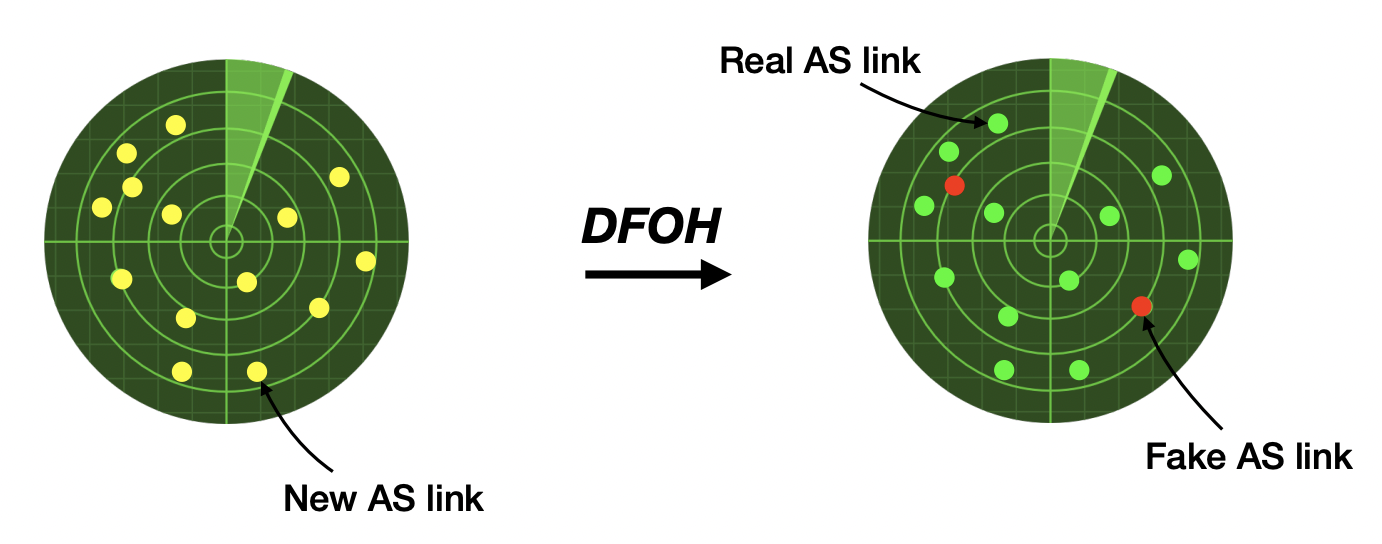 Real AS link
DFOH
Fake AS link
New AS link